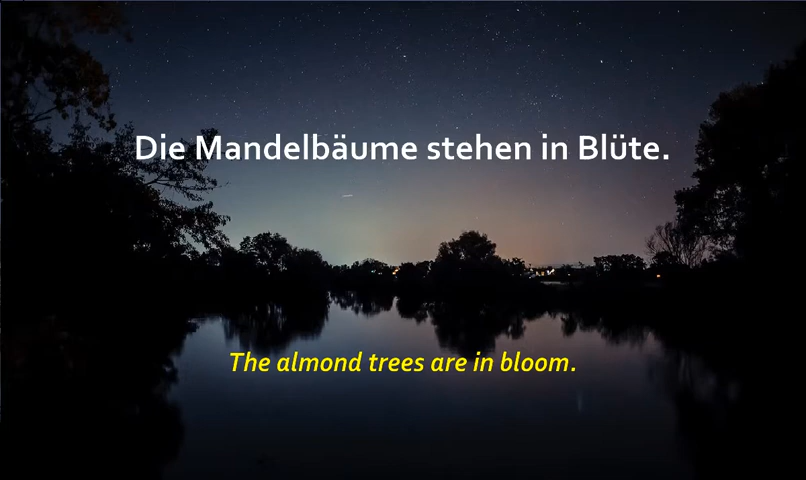 Die Mandelbäume stehen in Blüte.
The almond trees are in bloom.